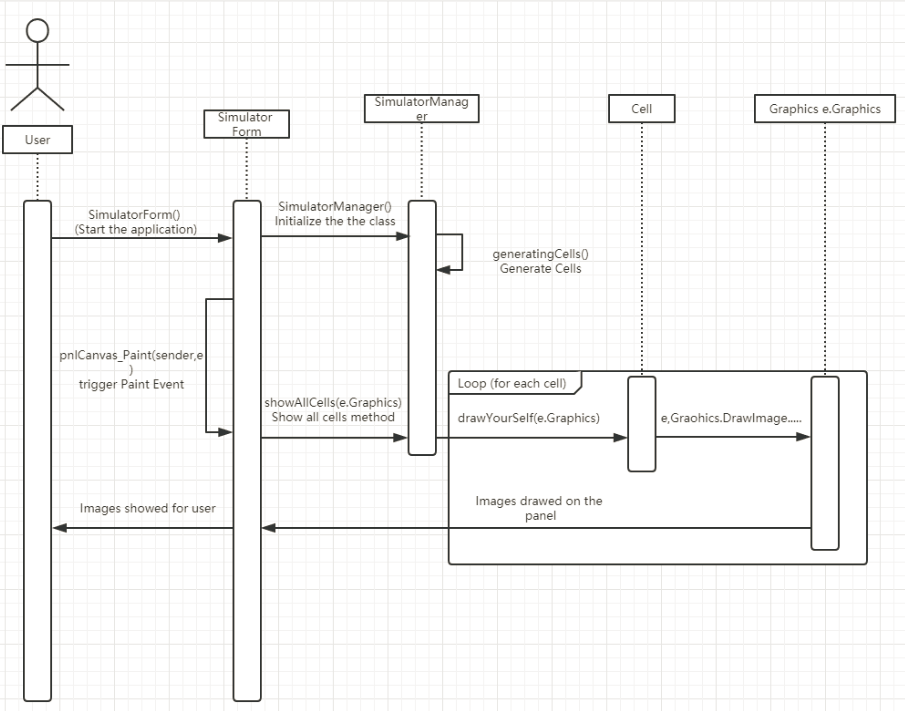 User
Simulator
Form
SimulatorManag
er
Cell
Graphics e.Graphics
SimulatorForm()
(Start the application)
SimulatorManager()
Initialize the the class
generatingCells()
Generate Cells
pnlCanvas_Paint(sender,e
)
trigger Paint Event
Loop (for each cell)
showAllCells(e.Graphics)
Show all cells method
drawYourSelf(e.Graphics)
e,Graohics.DrawImage.....
Images showed for user
Images drawed on the
panel